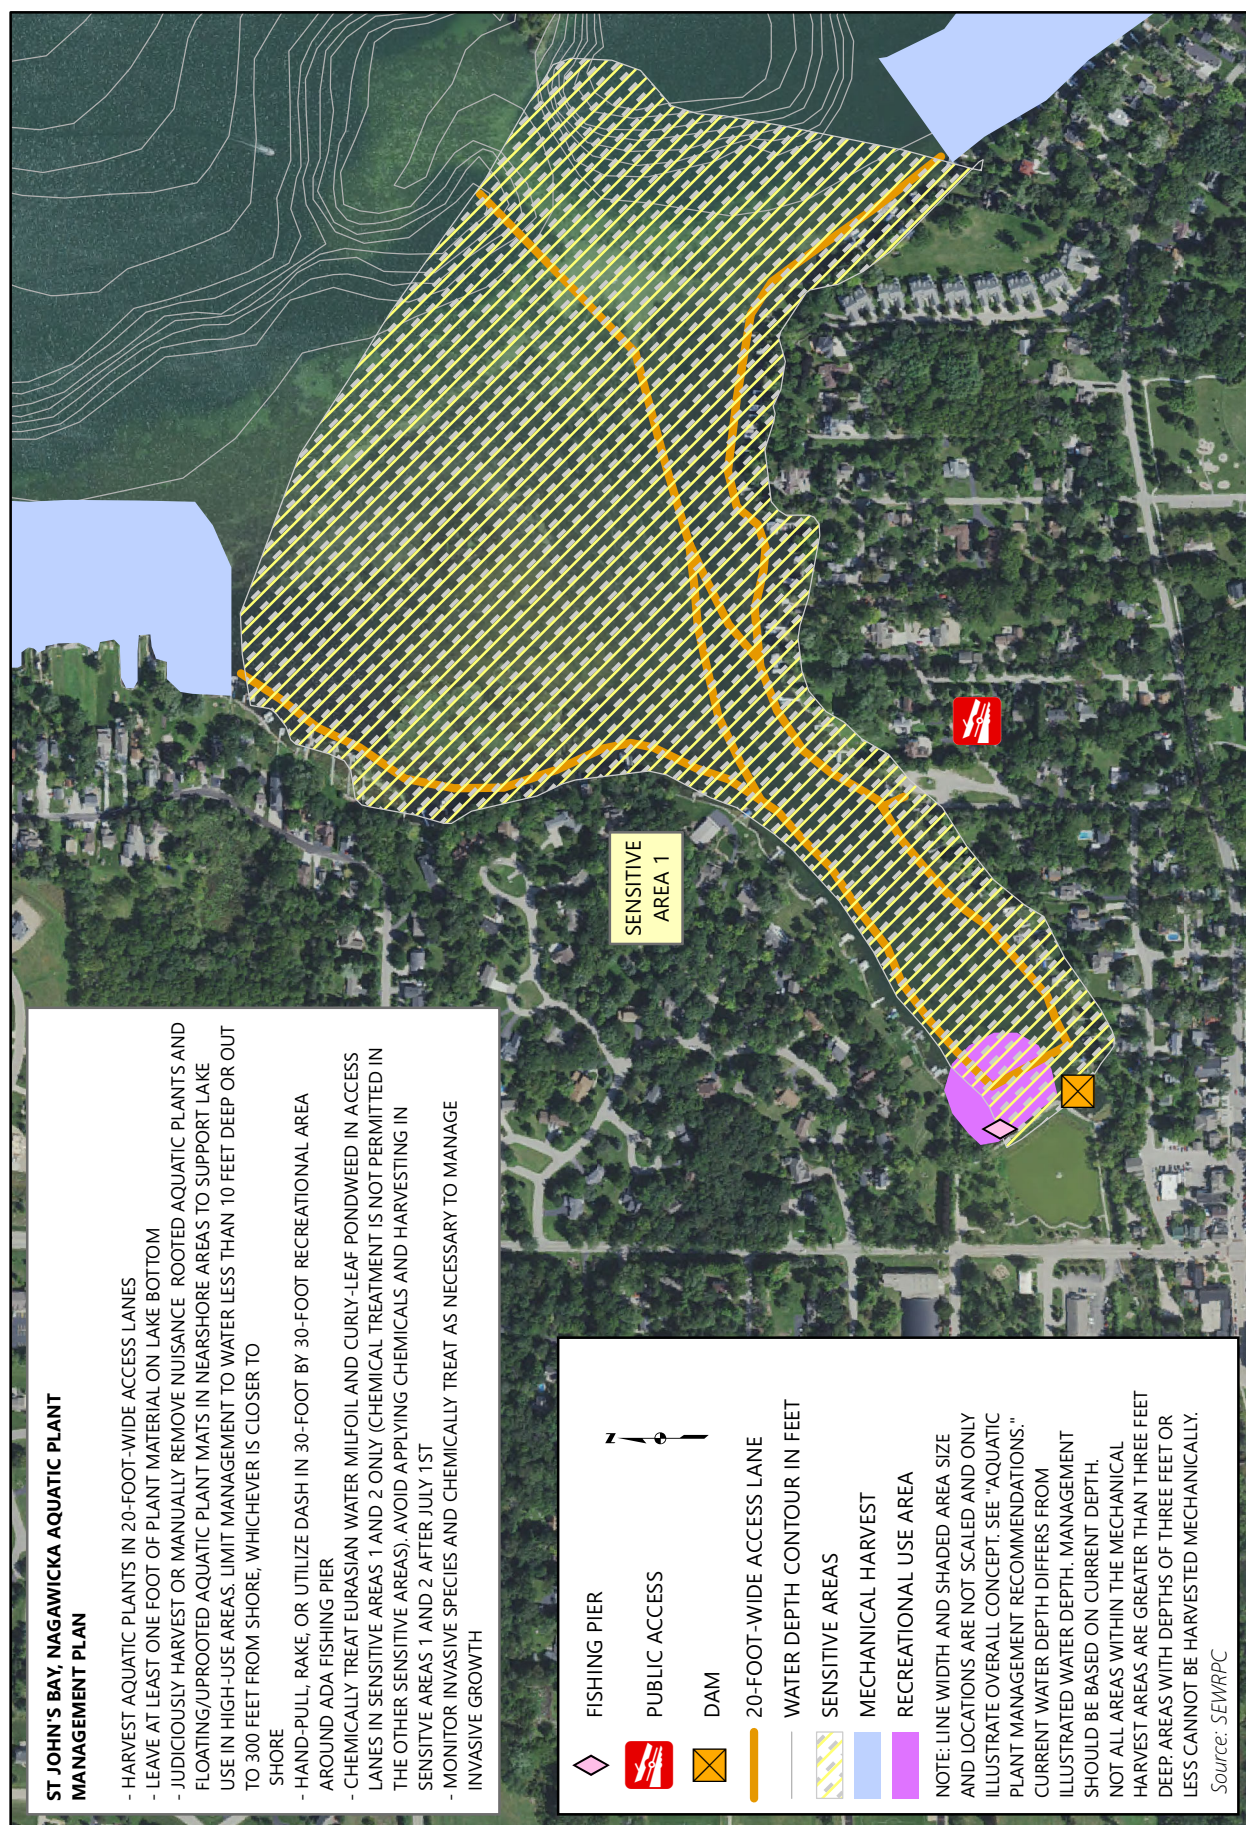 ST JOHN'S BAY, NAGAWICKA AQUATIC PLANT
MANAGEMENT PLAN
- HARVEST AQUATIC PLANTS IN 20-FOOT-WIDE ACCESS LANES
- LEAVE AT LEAST ONE FOOT OF PLANT MATERIAL ON LAKE BOTTOM
- JUDICIOUSLY HARVEST OR MANUALLY REMOVE NUISANCE ROOTED AQUATIC PLANTS AND
FLOATING/UPROOTED AQUATIC PLANT MATS IN NEARSHORE AREAS TO SUPPORT LAKE
USE IN HIGH-USE AREAS. LIMIT MANAGEMENT TO WATER LESS THAN 10 FEET DEEP OR OUT
TO 300 FEET FROM SHORE, WHICHEVER IS CLOSER TO
SHORE
- HAND-PULL, RAKE, OR UTILIZE DASH IN 30-FOOT BY 30-FOOT RECREATIONAL AREA
AROUND ADA FISHING PIER
- CHEMICALLY TREAT EURASIAN WATER MILFOIL AND CURLY-LEAF PONDWEED IN ACCESS
LANES IN SENSITIVE AREAS 1 AND 2 ONLY (CHEMICAL TREATMENT IS NOT PERMITTED IN
THE OTHER SENSITIVE AREAS). AVOID APPLYING CHEMICALS AND HARVESTING IN
SENSITVE AREAS 1 AND 2 AFTER JULY 1ST
- MONITOR INVASIVE SPECIES AND CHEMICALLY TREAT AS NECESSARY TO MANAGE
INVASIVE GROWTH
SENSITIVE
AREA 1
N
FISHING PIER
PUBLIC ACCESS
DAM
20-FOOT-WIDE ACCESS LANE
WATER DEPTH CONTOUR IN FEET
SENSITIVE AREAS
MECHANICAL HARVEST
RECREATIONAL USE AREA
NOTE: LINE WIDTH AND SHADED AREA SIZE
AND LOCATIONS ARE NOT SCALED AND ONLY
ILLUSTRATE OVERALL CONCEPT. SEE "AQUATIC
PLANT MANAGEMENT RECOMMENDATIONS."
CURRENT WATER DEPTH DIFFERS FROM
ILLUSTRATED WATER DEPTH. MANAGEMENT
SHOULD BE BASED ON CURRENT DEPTH.
NOT ALL AREAS WITHIN THE MECHANICAL
HARVEST AREAS ARE GREATER THAN THREE FEET
DEEP. AREAS WITH DEPTHS OF THREE FEET OR
LESS CANNOT BE HARVESTED MECHANICALLY.
Source: SEWRPC